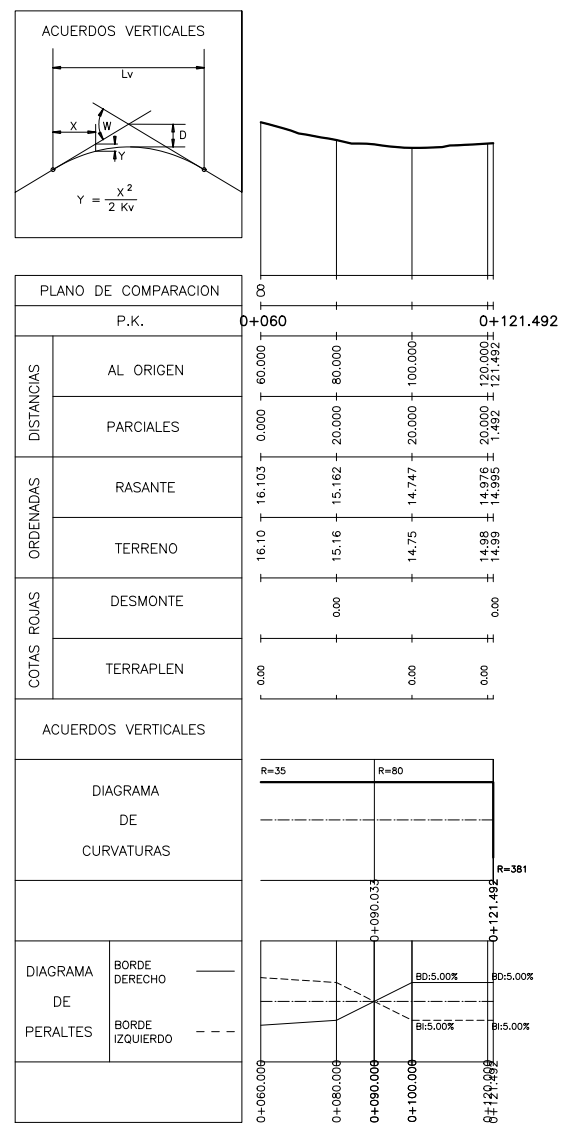 ACUERDOS VERTICALES
Lv
X
W
D
Y
Y = X 2
2 Kv
PLANO DE COMPARACION 8
P.K. 0+060 0+121.492
DISTANCIAS
AL ORIGEN 60.000 80.000 100.000 120.000 121.492
PARCIALES 0.000 20.000 20.000 20.000 1.492
ORDENADAS
RASANTE 16.103 15.162 14.747 14.976 14.995
TERRENO 16.10 15.16 14.75 14.98 14.99
COTAS ROJAS
DESMONTE 0.00 0.00
TERRAPLEN 0.00 0.00 0.00
ACUERDOS VERTICALES
DIAGRAMA
DE
CURVATURAS
R=35 R=80
R=381
0+090.033 0+121.492
DIAGRAMA
DE
PERALTES
BORDE
DERECHO
BORDE
IZQUIERDO
BD:5.00% BD:5.00%
BI:5.00% BI:5.00%
0+060.000 0+080.000 0+090.000 0+100.000 0+120.000 0+121.492